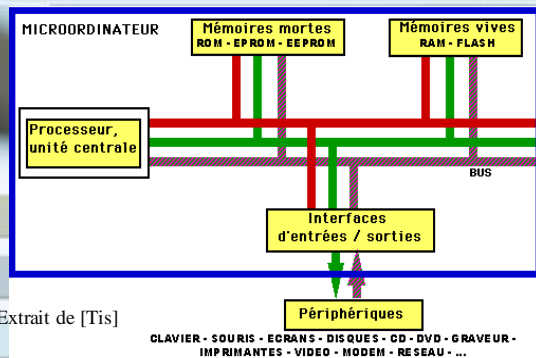 MICROORDINATEUR
Mémoires mortes
ROM - EPROM - EEPROM
Mémoires vives
RAM - FLASH
Processeur,
unité centrale
BUS
Interfaces
d'entrées / sorties
Extrait de [Tis]
Périphériques
CLAVIER - SOURIS - ECRANS - DISQUES - CD - DVD - GRAVEUR -
IMPRIMANTES - VIDEO - MODEM - RESEAU - ...